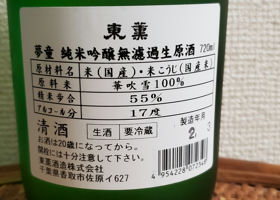 東薫
夢童 純米吟醸無濾過生原酒 720ml
原材料名 米(国産)・米こうじ(国産米)
原料米 華吹雪100%
精米歩合 55%
アルコール分 17度
清酒 生酒 要冷蔵 製造年月
お酒は20歳になってから。
開栓には十分注意して下さい。
東薫酒造株式会社
千葉県香取市佐原イ627
4954228072346